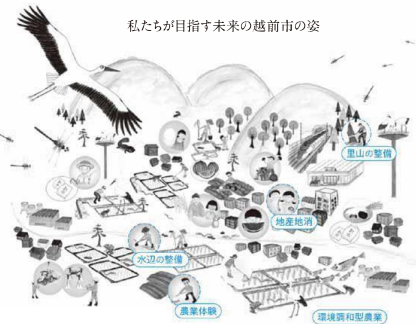 私たちが目指す未来の越前市の姿
里山の整備
地産地消
水辺の整備
農業体験
環境調和型農業